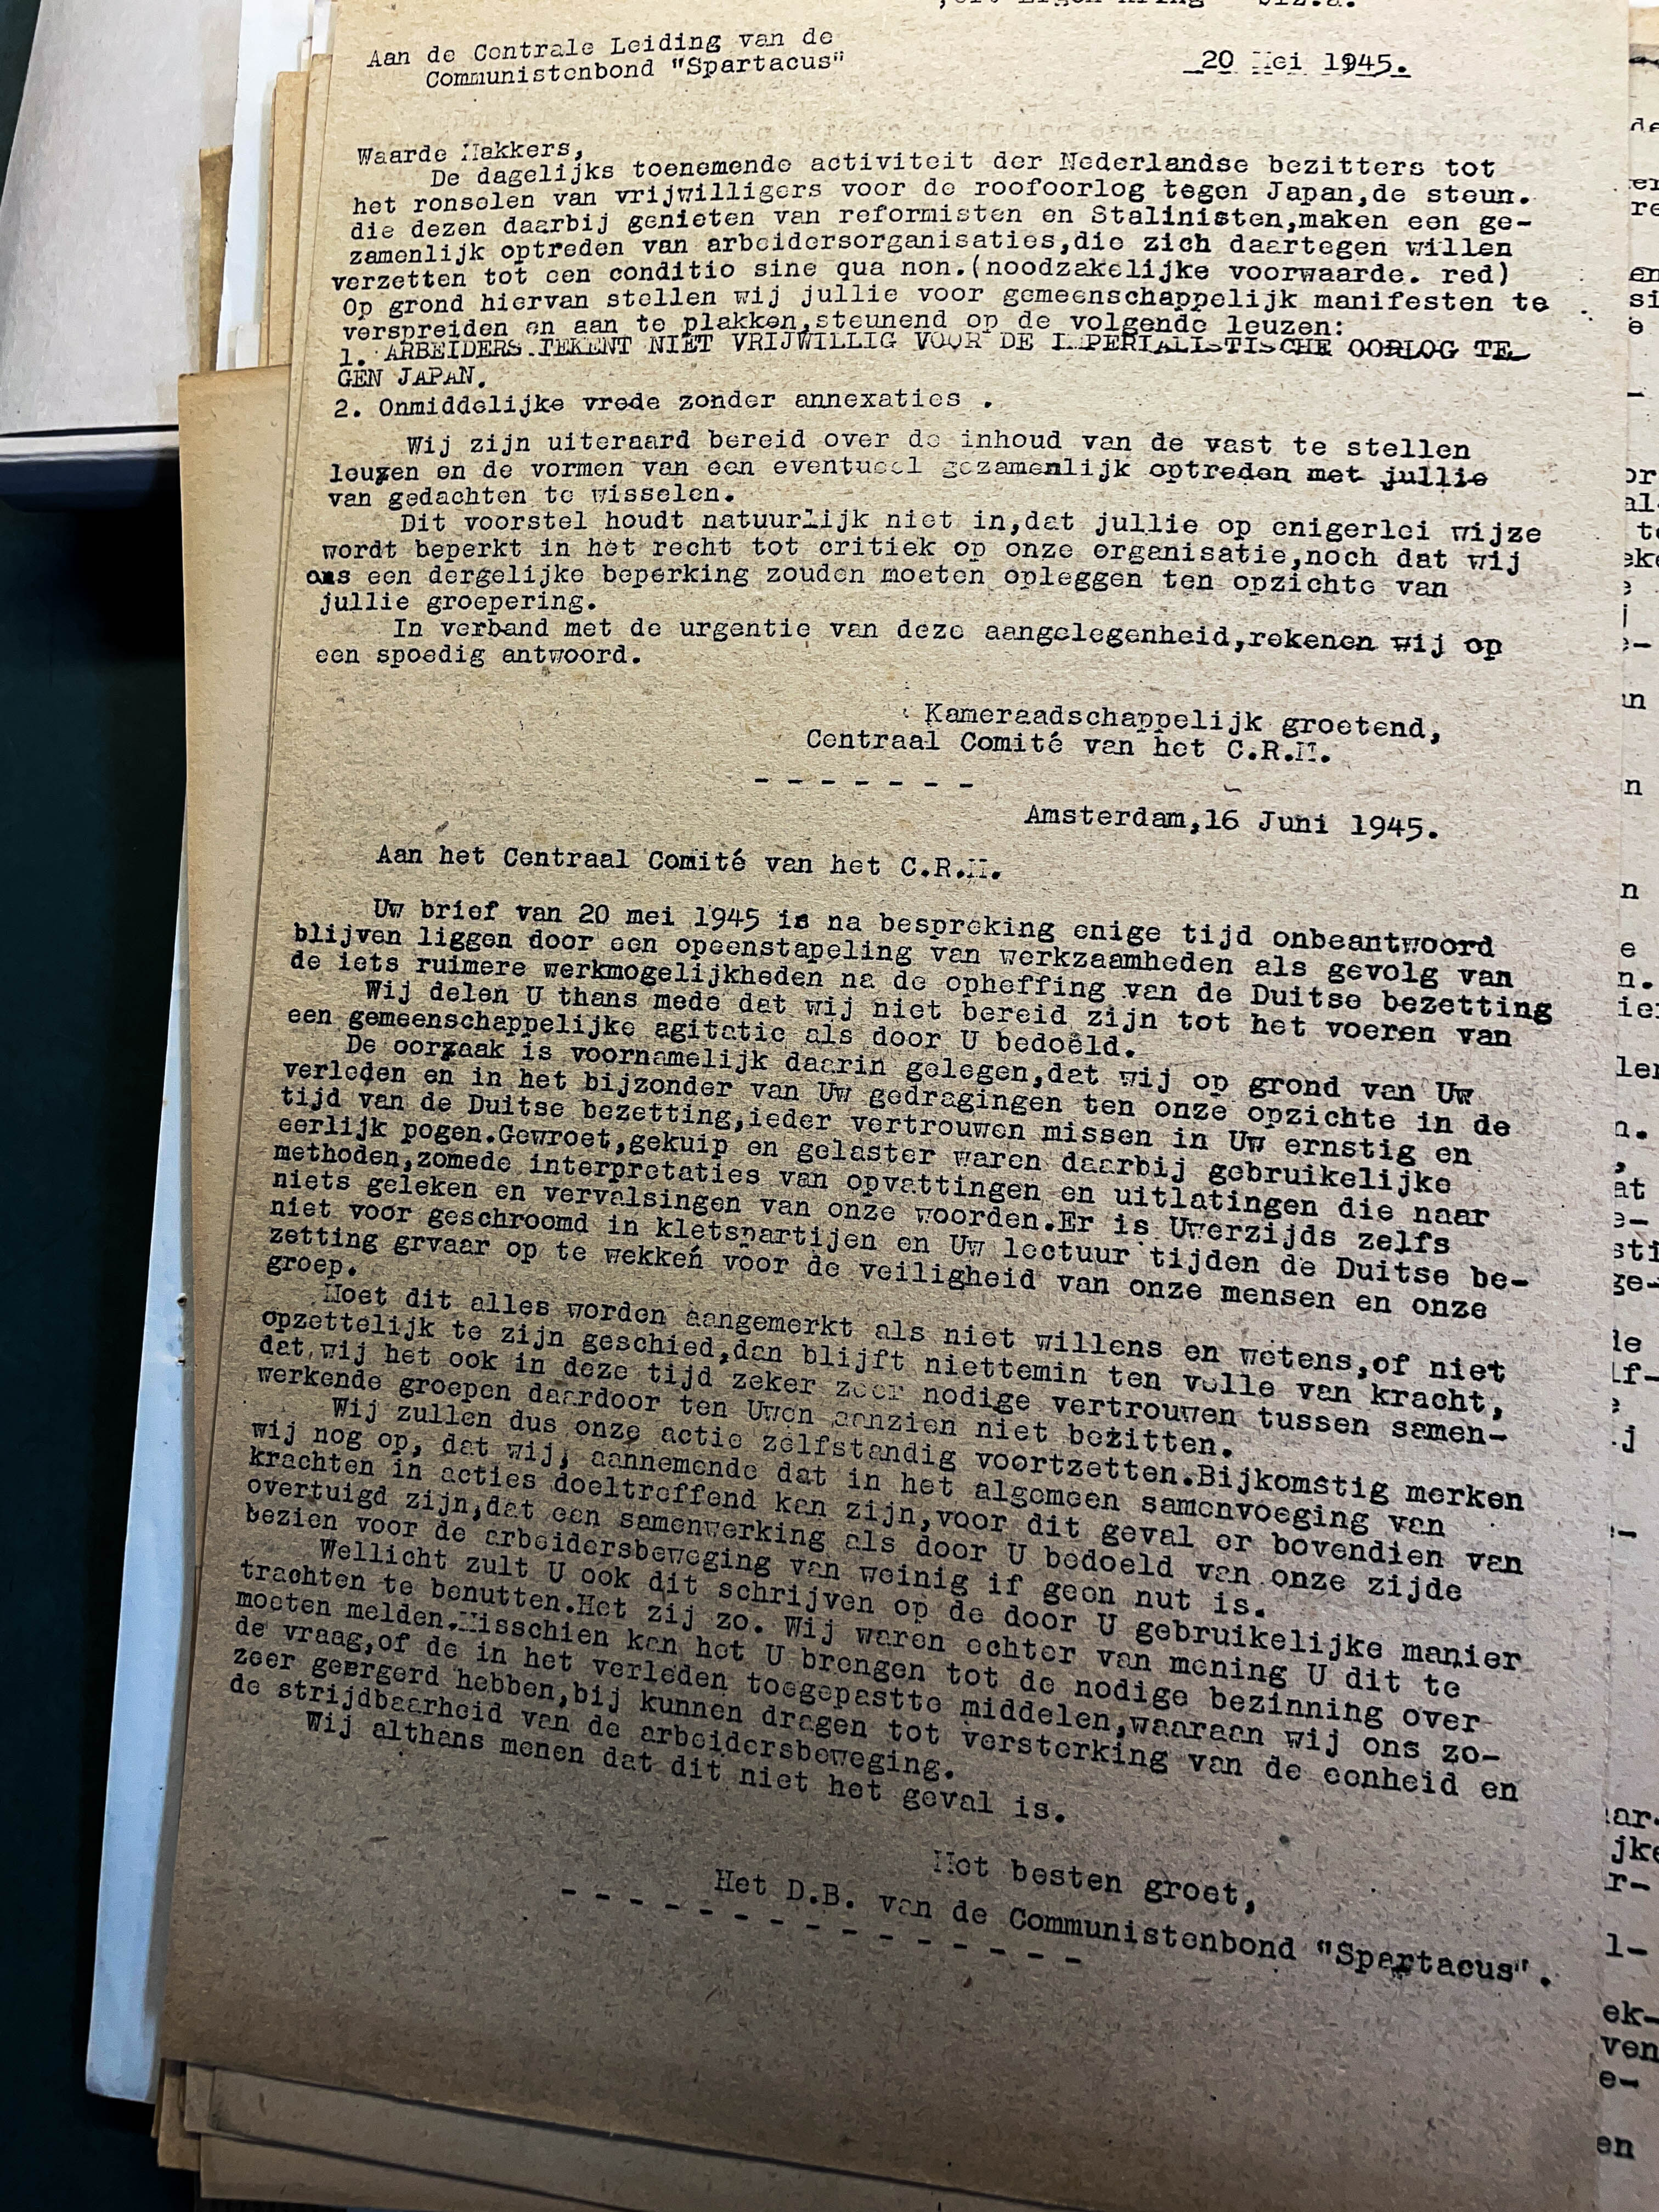 "Uit Eigen Kring" blz.a.
Aan de Centrale Leiding van de
Communistenbond "Spartacus"
20 Mei 1945.
Waarde Makkers,
De dagelijks toenemende activiteit der Nederlandse bezitters tot
het ronselen van vrijwilligers voor de roofoorlog tegen Japan,de steun.
die dezen daarbij genieten van reformisten en Stalinisten,maken een ge-
zamenlijk optreden van arbeidersorganisaties,die zich daartegen willen
verzetten tot een conditio sine qua non.(noodzakelijke voorwaarde. red)
Op grond hiervan stellen wij jullie voor gemeenschappelijk manifesten te
verspreiden en aan te plakken,steunend op de volgende leuzen:
1. ARBEIDERS TEKENT NIET VRIJWILLIG VOOR DE IMPERIALISTISCHE OORLOG TE
GEN JAPAN.
2. Onmiddelijke vrede zonder annexaties .
Wij zijn uiteraard bereid over de inhoud van de vast te stellen
leuzen en de vormen van een eventueel gezamenlijk optreden met jullie
van gedachten te wisselen.
Dit voorstel houdt natuurlijk niet in,dat jullie op enigerlei wijze
wordt beperkt in het recht tot critiek op onze organisatie,noch dat wij
ons een dergelijke beperking zouden moeten opleggen ten opzichte van
jullie groepering.
In verband met de urgentie van deze aangelegenheid,rekenen wij op
een spoedig antwoord.
Kameraadschappelijk groetend,
Centraal Comité van het C.R.M.
- - - - - - -
Amsterdam,16 Juni 1945.
Aan het Centraal Comité van het C.R.M.
Uw brief van 20 mei 1945 is na bespreking enige tijd onbeantwoord
blijven liggen door een opeenstapeling van werkzaamheden als gevolg van
de iets ruimere werkmogelijkheden na de opheffing van de Duitse bezetting
Wij delen U thans mede dat wij niet bereid zijn tot het voeren van
een gemeenschappelijke agitatie als door U bedoeld.
De oorzaak is voornamelijk daarin gelegen,dat wij op grond van Uw
verleden en in het bijzonder van Uw gedragingen ten onze opzichte in de
tijd van de Duitse bezetting,ieder vertrouwen missen in Uw ernstig en
eerlijk pogen.Gewroet,gekuip en gelaster waren daarbij gebruikelijke
methoden,zomede interpretaties van opvattingen en uitlatingen die naar
niets geleken en vervalsingen van onze woorden.Er is Uwerzijds zelfs
niet voor geschroomd in kletspartijen en Uw lectuur tijden de Duitse be-
zetting grvaar op te wekken voor de veiligheid van onze mensen en onze
groep.
Moet dit alles worden aangemerkt als niet willens en wetens,of niet
opzettelijk te zijn geschied,dan blijft niettemin ten volle van kracht,
dat wij het ook in deze tijd zeker zeer nodige vertrouwen tussen samen-
werkende groepen daardoor ten Uwen aanzien niet bezitten.
Wij zullen dus onze actie zelfstandig voortzetten.Bijkomstig merken
wij nog op, dat wij, aannemende dat in het algemeen samenvoeging van
krachten in acties doeltreffend kan zijn,voor dit geval er bovendien van
overtuigd zijn,dat een samenwerking als door U bedoeld van onze zijde
bezien voor de arbeidersbeweging van weinig if geen nut is.
Wellicht zult U ook dit schrijven op de door U gebruikelijke manier
trachten te benutten.Het zij zo. Wij waren echter van mening U dit te
moeten melden.Misschien kan het U brengen tot de nodige bezinning over
de vraag,of de in het verleden toegepastte middelen,waaraan wij ons zo-
zeer geërgerd hebben,bij kunnen dragen tot versterking van de eenheid en
de strijdbaarheid van de arbeidersbeweging.
Wij althans menen dat dit niet het geval is.
Met besten groet,
Het D.B. van de Communistenbond "Spartacus".
- - - - - - - - - - - - - - - -